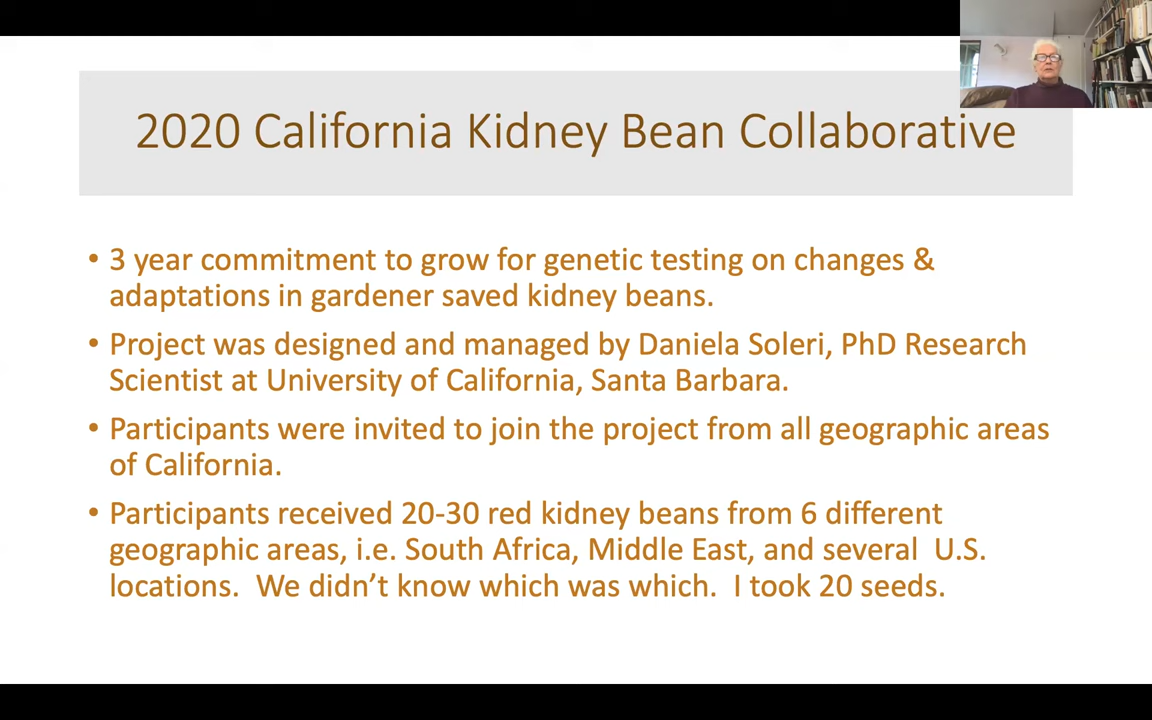 2020 California Kidney Bean Collaborative
• 3 year commitment to grow for genetic testing on changes &
adaptations in gardener saved kidney beans.
• Project was designed and managed by Daniela Soleri, PhD Research
Scientist at University of California, Santa Barbara.
• Participants were invited to join the project from all geographic areas
of California.
• Participants received 20-30 red kidney beans from 6 different
geographic areas, i.e. South Africa, Middle East, and several  U.S.
locations.  We didn’t know which was which.  I took 20 seeds.